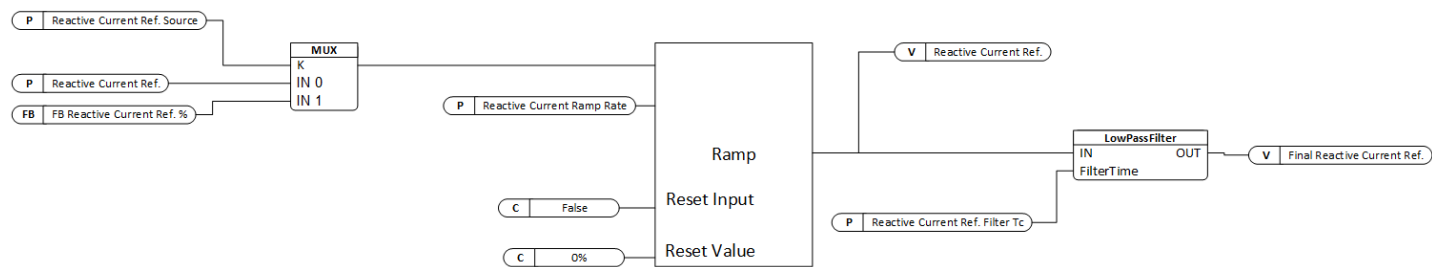 P Reactive Current Ref. Source
MUX
K
P Reactive Current Ref.
IN 0
FB FB Reactive Current Ref. %
IN 1
P Reactive Current Ramp Rate
Ramp
Reset Input
C False
Reset Value
C 0%
V Reactive Current Ref.
LowPassFilter
IN OUT
FilterTime
V Final Reactive Current Ref.
P Reactive Current Ref. Filter Tc